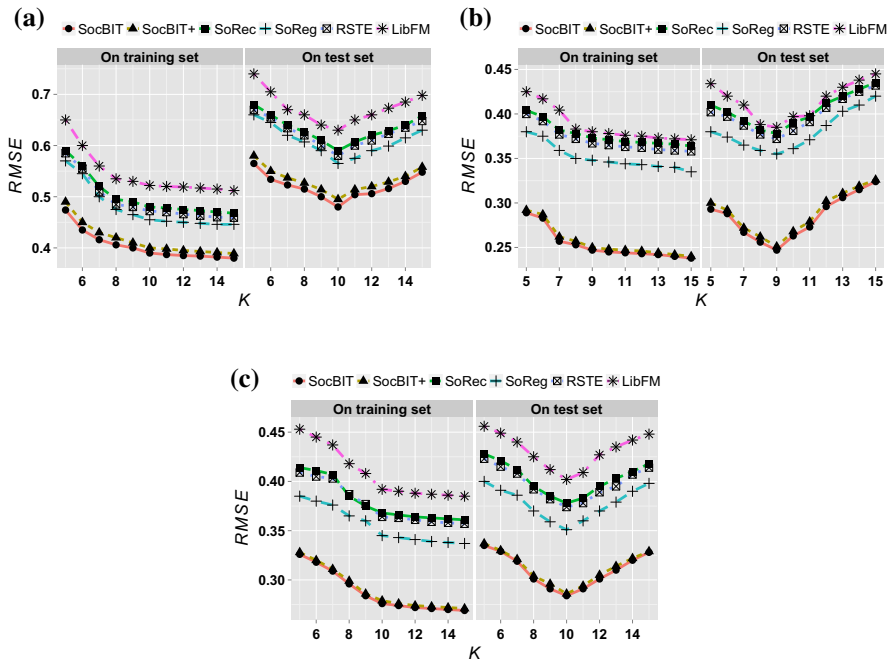 (a)
SocBIT SocBIT+ SoRec SoReg RSTE LibFM
On training set On test set
RMSE
0.7
0.6
0.5
0.4
6 8 10 12 14 6 8 10 12 14
K
(b)
SocBIT SocBIT+ SoRec SoReg RSTE LibFM
On training set On test set
RMSE
0.45
0.40
0.35
0.30
0.25
5 7 9 11 13 15 5 7 9 11 13 15
K
(c)
SocBIT SocBIT+ SoRec SoReg RSTE LibFM
On training set On test set
RMSE
0.45
0.40
0.35
0.30
6 8 10 12 14 6 8 10 12 14
K